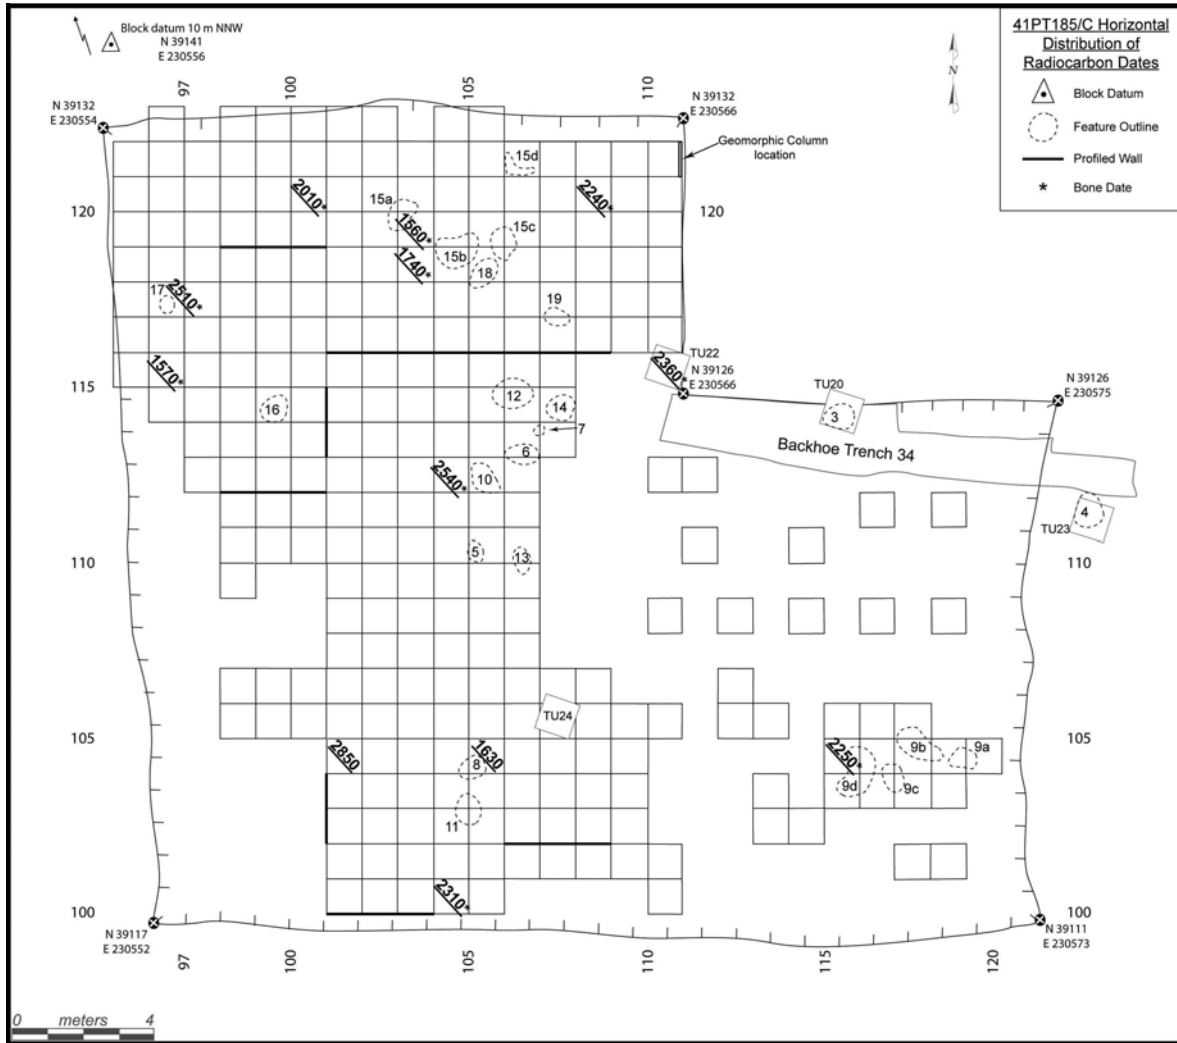 Block datum 10 m NNW
N 39141
E 230556
41PT185/C Horizontal
Distribution of
Radiocarbon Dates
Block Datum
Feature Outline
Profiled Wall
* Bone Date
N
97
100
105
110
N 39132
E 230554
N 39132
E 230566
Geomorphic Column
location
15d
2010*
2240*
15a
120
120
1560*
15c
15b
1740*
18
17
2510*
19
1570*
2360*
TU22
N 39126
E 230566
115
TU20
N 39126
E 230575
12
14
16
3
7
Backhoe Trench 34
6
2540*
10
4
TU23
5
13
110
110
TU24
105
105
2850
1630
8
2250*
9b
9a
9d
9c
11
2310*
100
100
N 39117
E 230552
N 39111
E 230573
97
100
105
110
115
120
0 meters 4